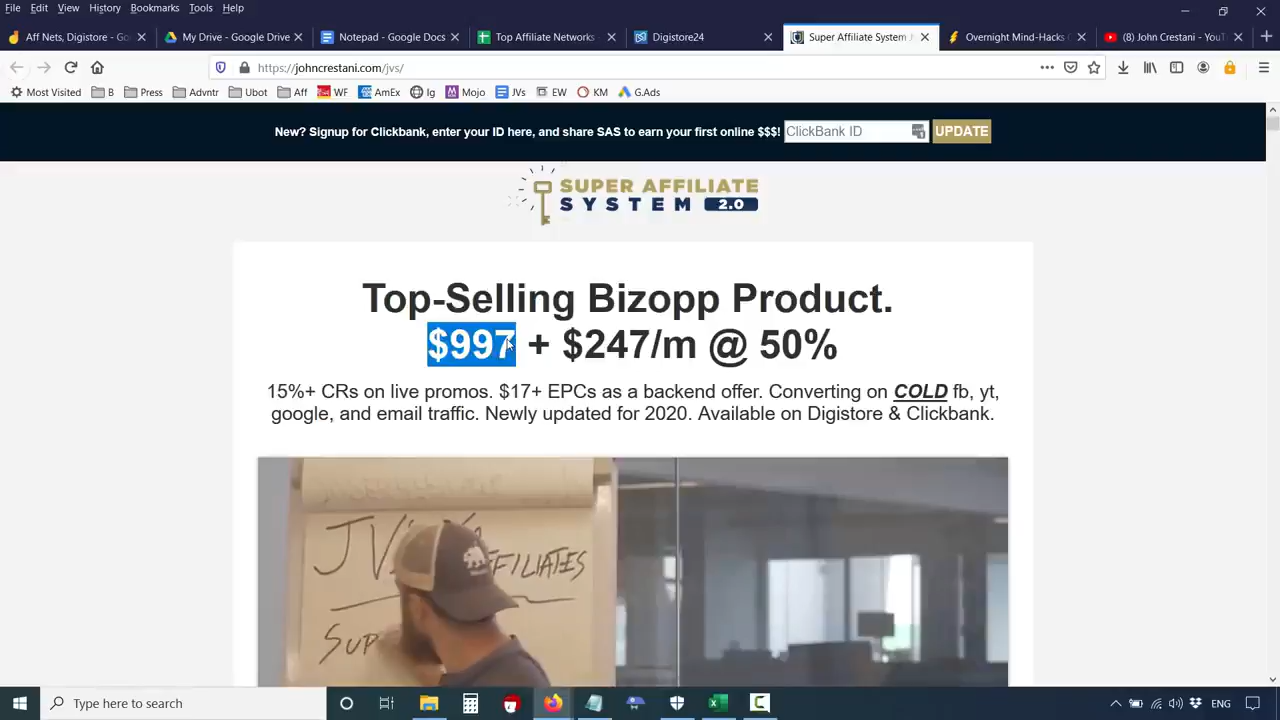 File Edit View History Bookmarks Tools Help
Aff Nets, Digistore - G
My Drive - Google Drive
Notepad - Google Docs
Top Affiliate Networks
Digistore24
Super Affiliate System
Overnight Mind-Hacks
(8) John Crestani - You
https://johncrestani.com/jvs/
Most Visited B Press Advntr Ubot Aff WF AmEx Ig Mojo JVs EW KM G.Ads
New? Signup for Clickbank, enter your ID here, and share SAS to earn your first online $$$! ClickBank ID UPDATE
SUPER AFFILIATE
SYSTEM 2.0
Top-Selling Bizopp Product.
$997 + $247/m @ 50%
15%+ CRs on live promos. $17+ EPCs as a backend offer. Converting on COLD fb, yt,
google, and email traffic. Newly updated for 2020. Available on Digistore & Clickbank.
JV
FFILIATES
SUP
Type here to search
ENG